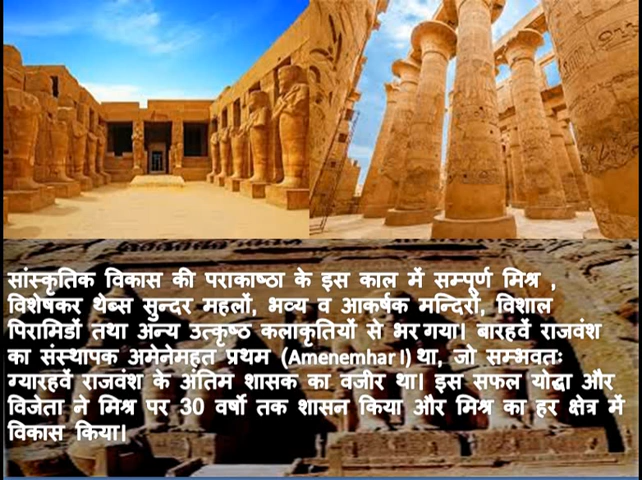 सांस्कृतिक विकास की पराकाष्ठा के इस काल में सम्पूर्ण मिश्र ,
विशेषकर थेब्स सुन्दर महलों, भव्य व आकर्षक मन्दिरों, विशाल
पिरामिडों तथा अन्य उत्कृष्ठ कलाकृतियों से भर गया। बारहवें राजवंश
का संस्थापक अमेनेमहत प्रथम (Amenemhar I) था, जो सम्भवतः
ग्यारहवें राजवंश के अंतिम शासक का वजीर था। इस सफल योद्धा और
विजेता ने मिश्र पर 30 वर्षो तक शासन किया और मिश्र का हर क्षेत्र में
विकास किया।